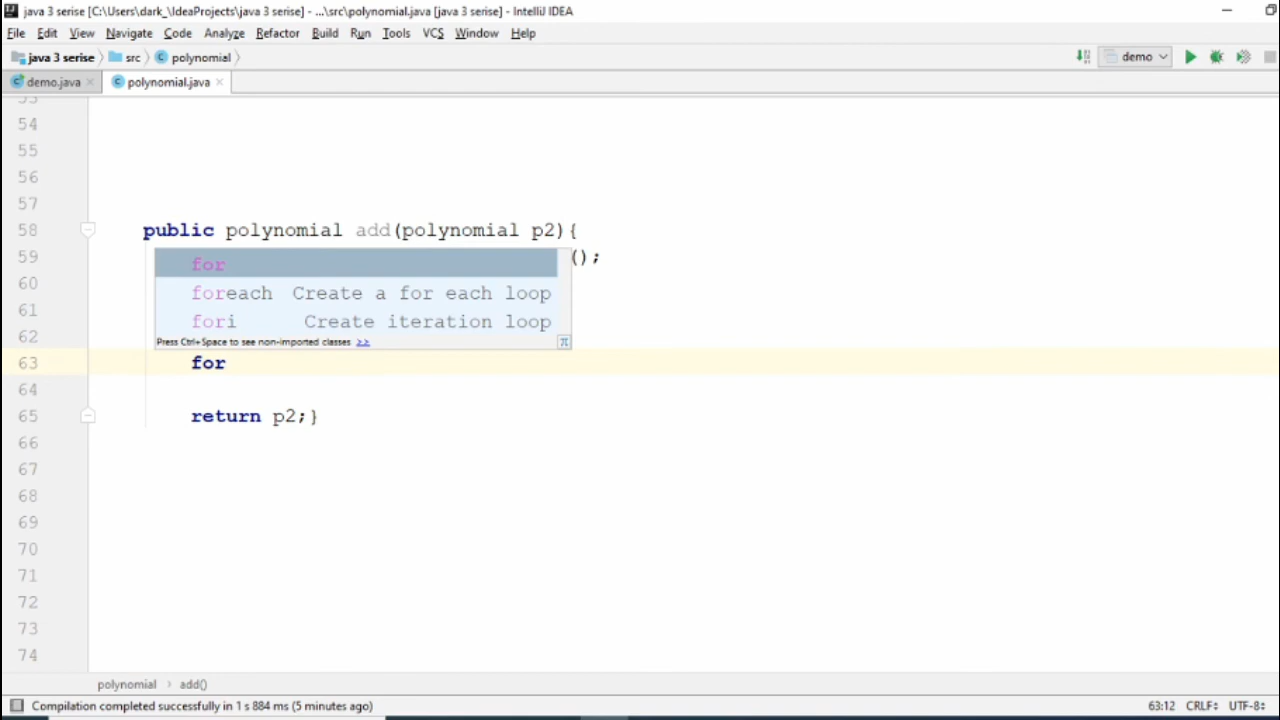 java 3 serise [C:\Users\dark_\IdeaProjects\java 3 serise] - ...\src\polynomial.java [java 3 serise] - IntelliJ IDEA
File Edit View Navigate Code Analyze Refactor Build Run Tools VCS Window Help
java 3 serise src polynomial demo
demo.java polynomial.java
53
54
55
56
57
58 public polynomial add(polynomial p2){
59 ();
for
60
foreach Create a for each loop
61
fori Create iteration loop
62
Press Ctrl+Space to see non-imported classes >> π
63 for
64
65 return p2;}
66
67
68
69
70
71
72
73
74
polynomial add()
Compilation completed successfully in 1 s 884 ms (5 minutes ago) 63:12 CRLF UTF-8